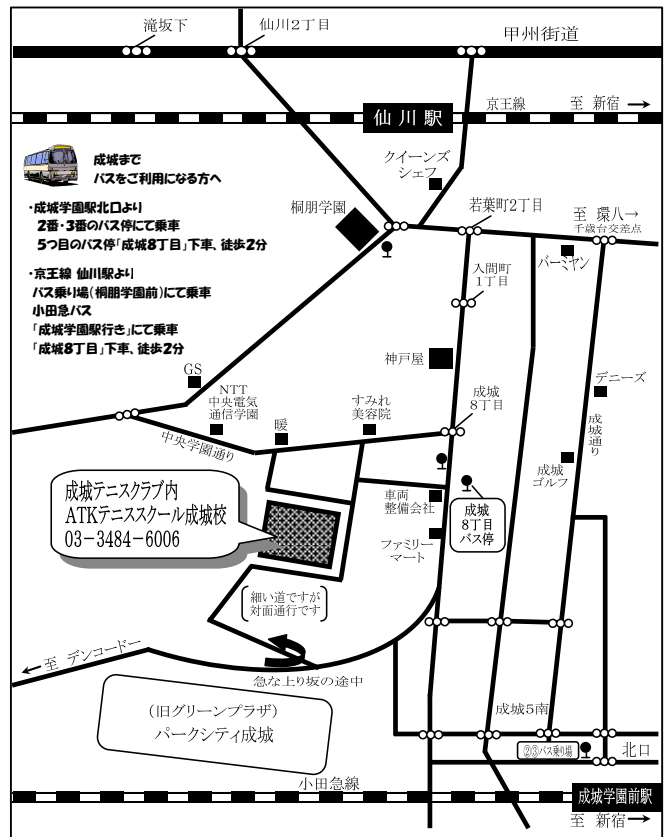 滝坂下
仙川2丁目
甲州街道
京王線
至 新宿
仙川駅
クイーンズ
シェフ
成城まで
バスをご利用になる方へ
・成城学園駅北口より
2番・3番のバス停にて乗車
5つ目のバス停「成城8丁目」下車、徒歩2分
・京王線 仙川駅より
バス乗り場(桐朋学園前)にて乗車
小田急バス
「成城学園駅行き」にて乗車
「成城8丁目」下車、徒歩2分
桐朋学園
若葉町2丁目
至 環八→
千歳台交差点
バーミヤン
入間町
1丁目
神戸屋
GS
NTT
中央電気
通信学園
暖
すみれ
美容院
成城
8丁目
デニーズ
成城通り
中央学園通り
成城
ゴルフ
成城テニスクラブ内
ATKテニススクール成城校
03-3484-6006
車両
整備会社
成城
8丁目
バス停
ファミリー
マート
細い道ですが
対面通行です
← 至 デンコードー
急な上り坂の途中
(旧グリーンプラザ)
パークシティ成城
成城5南
②③バス乗り場
北口
小田急線
成城学園前駅
至 新宿